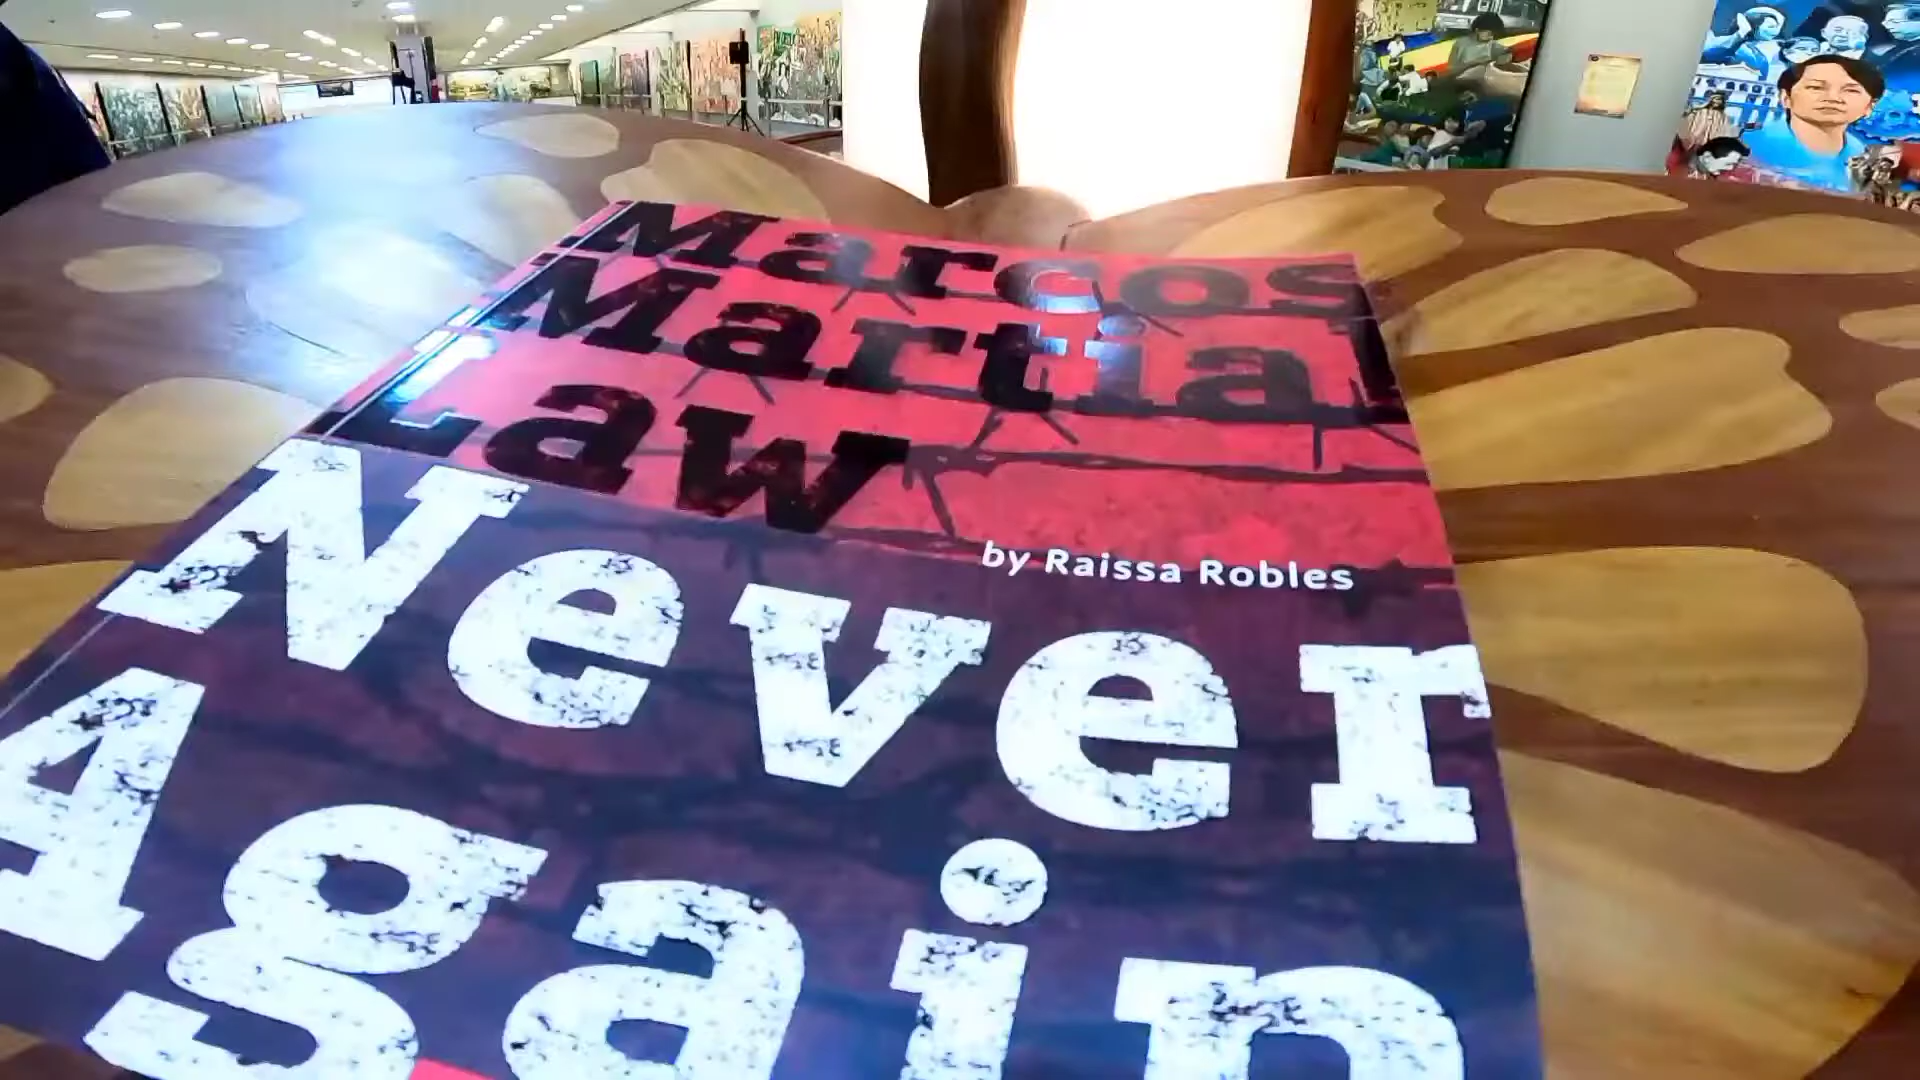 Marcos
Martial
Law
by Raissa Robles
Never
Again